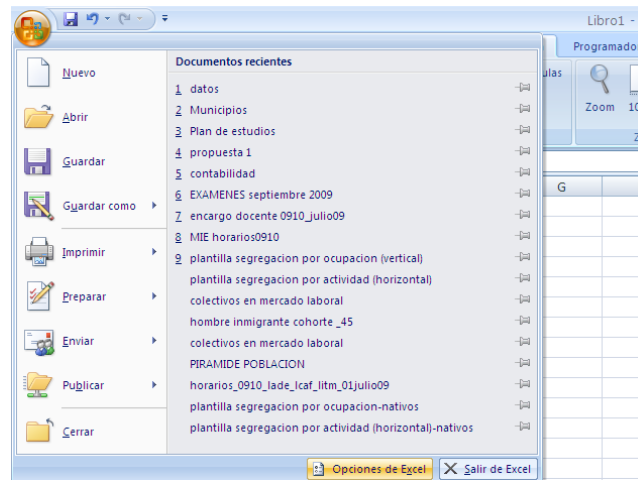 Libro1 -
Programado
ulas
Zoom
10
Z
G
Nuevo
Abrir
Guardar
Guardar como
Imprimir
Preparar
Enviar
Publicar
Cerrar
Documentos recientes
1 datos
2 Municipios
3 Plan de estudios
4 propuesta 1
5 contabilidad
6 EXAMENES septiembre 2009
7 encargo docente 0910_julio09
8 MIE horarios0910
9 plantilla segregacion por ocupacion (vertical)
plantilla segregacion por actividad (horizontal)
colectivos en mercado laboral
hombre inmigrante cohorte _45
colectivos en mercado laboral
PIRAMIDE POBLACION
horarios_0910_lade_lcaf_litm_01julio09
plantilla segregacion por ocupacion-nativos
plantilla segregacion por actividad (horizontal)-nativos
Opciones de Excel
Salir de Excel